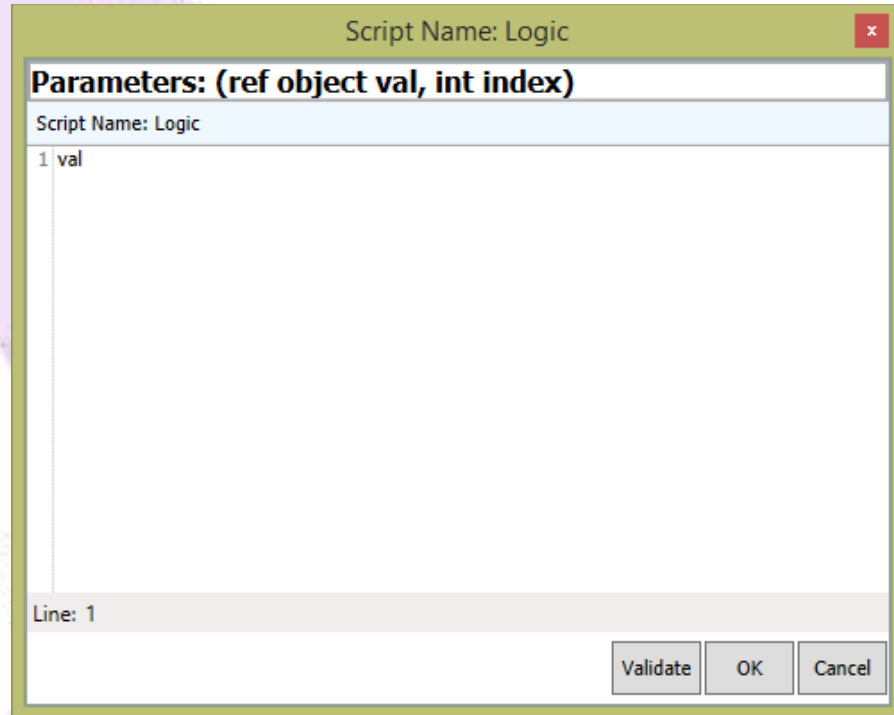 Script Name: Logic
x
Parameters: (ref object val, int index)
Script Name: Logic
1 val
Line: 1
Validate OK Cancel